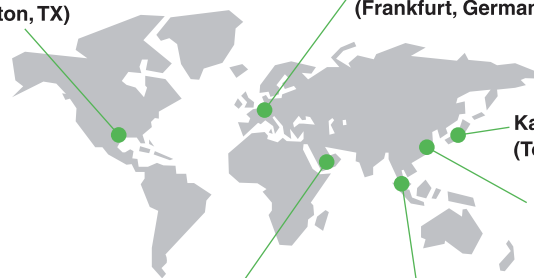 ton, TX)
(Frankfurt, German
Ka
(To